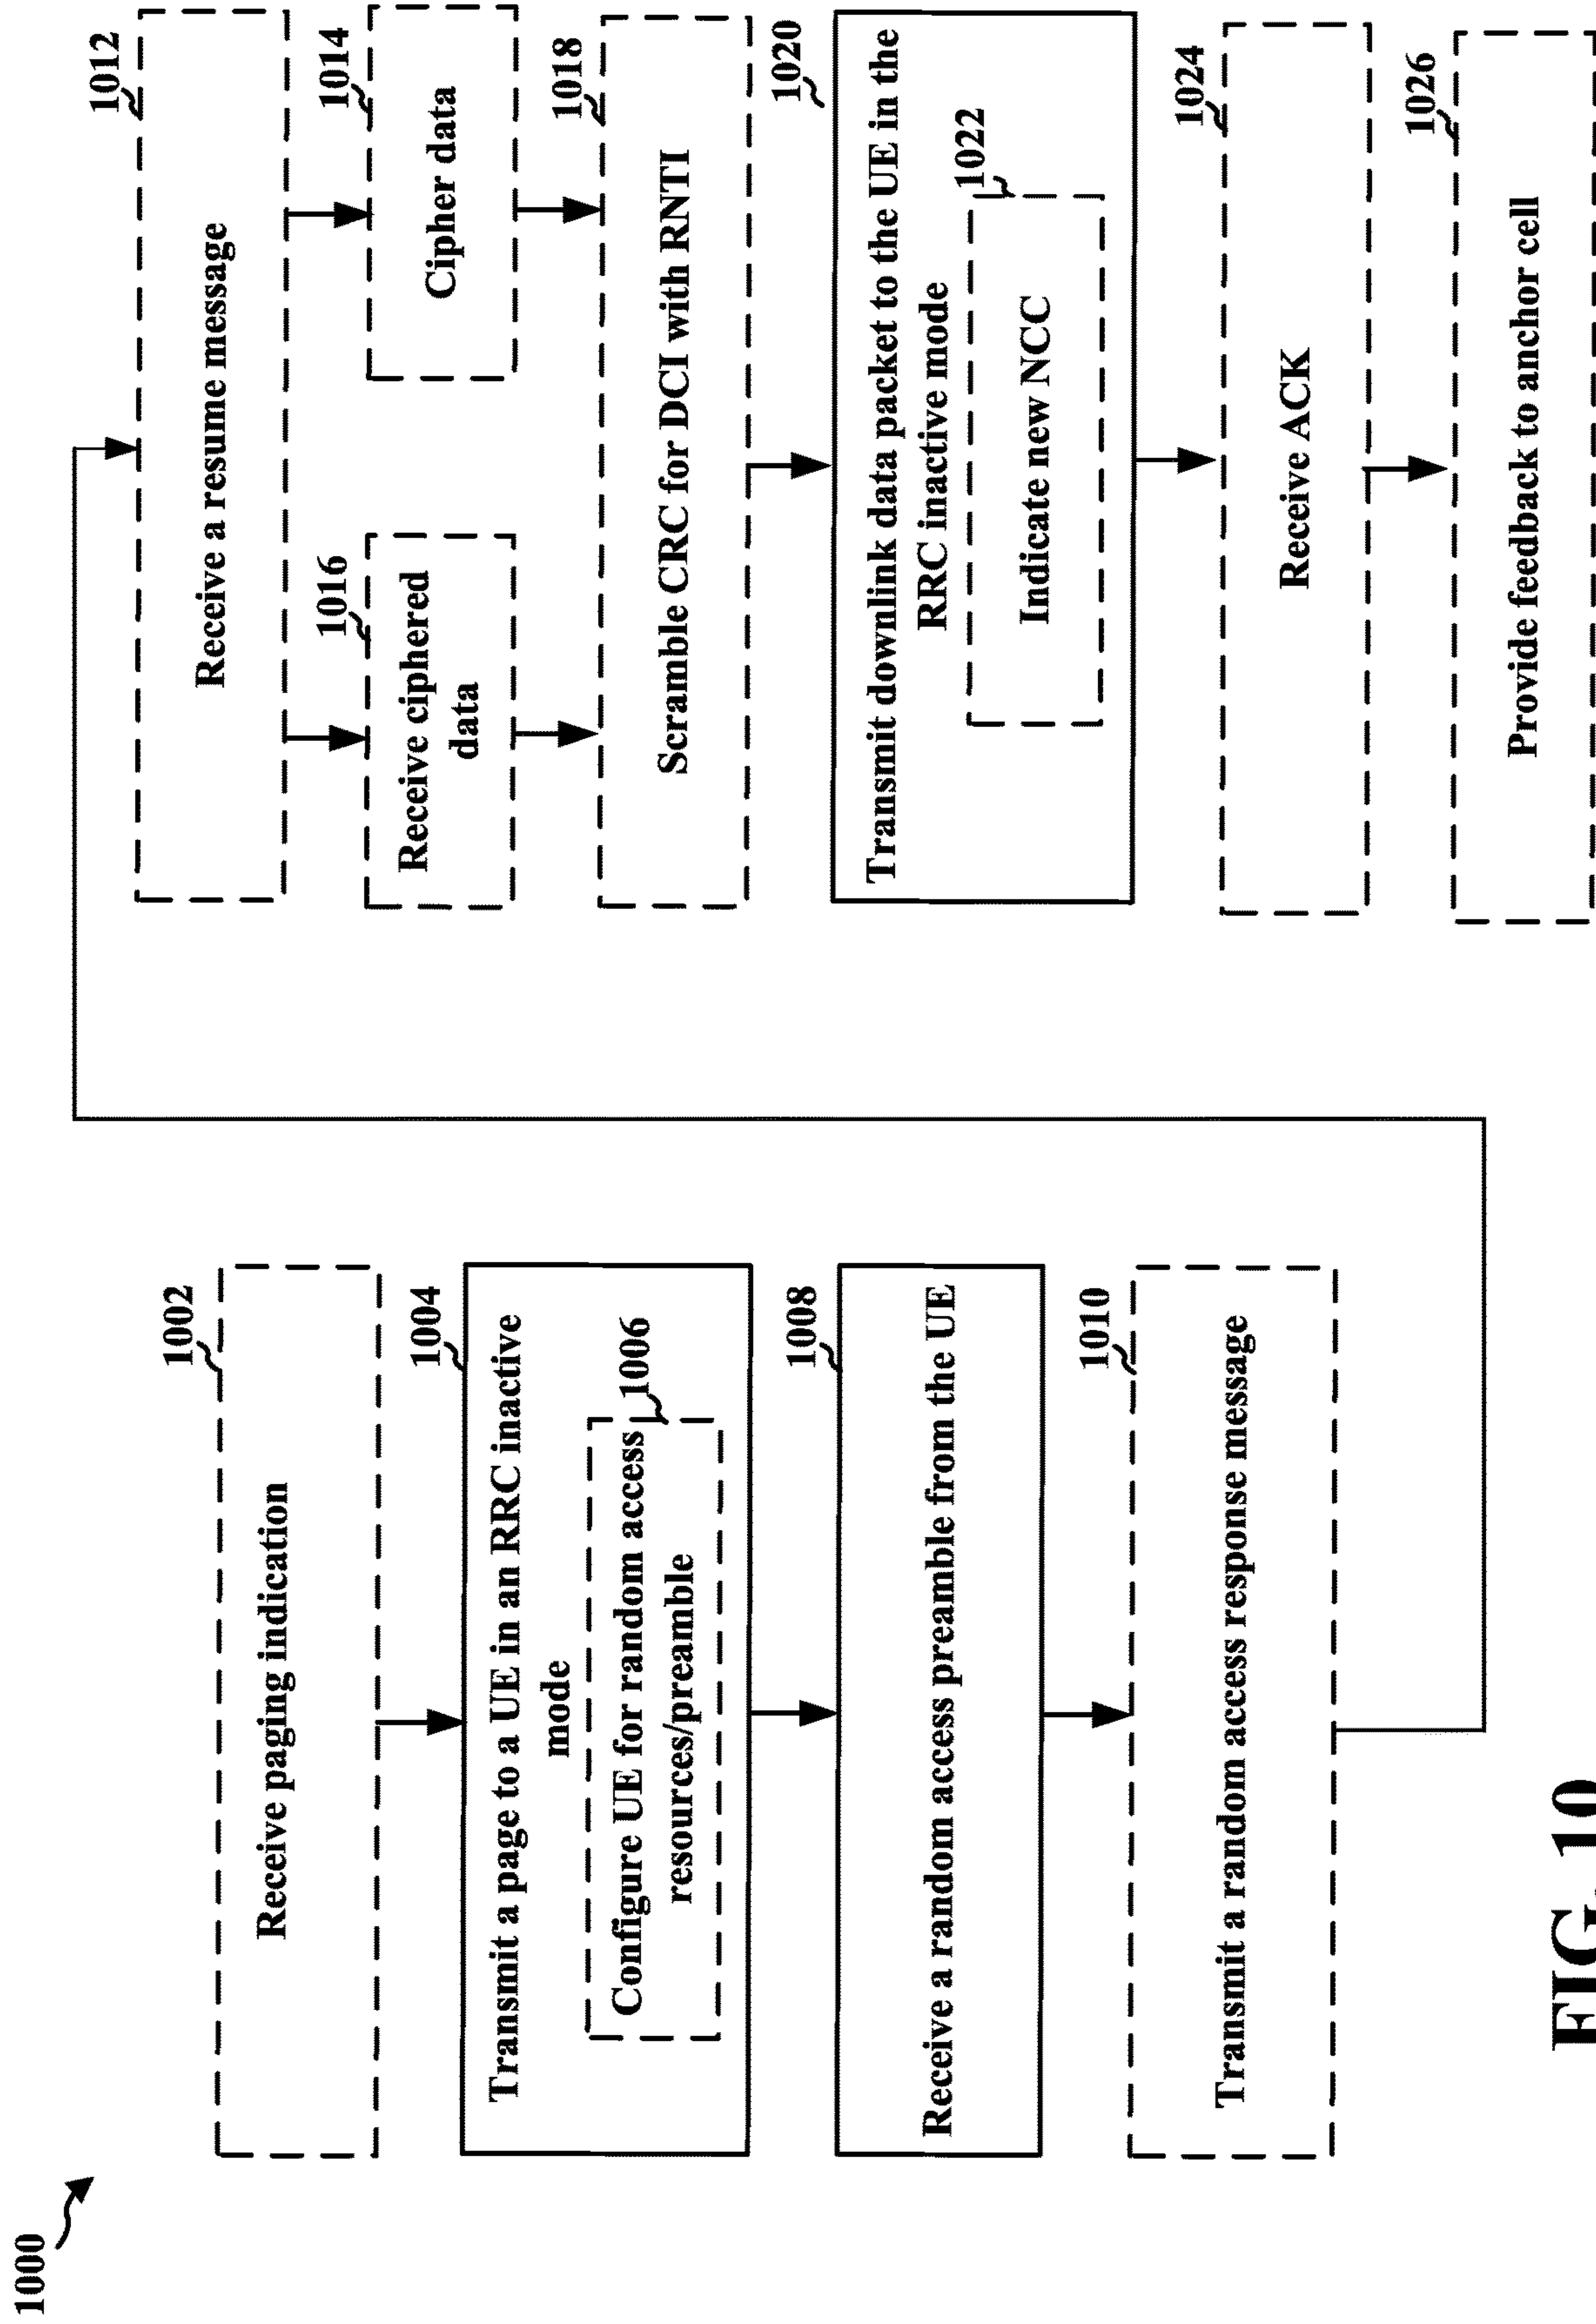 1000
1002
Receive paging indication
1004
Transmit a page to a UE in an RRC inactive
mode
1006
Configure UE for random access
resources/preamble
1008
Receive a random access preamble from the UE
1010
Transmit a random access response message
1012
Receive a resume message
1016
Receive ciphered
data
1014
Cipher data
1018
Scramble CRC for DCI with RNTI
1020
Transmit downlink data packet to the UE in the
RRC inactive mode
1022
Indicate new NCC
1024
Receive ACK
1026
Provide feedback to anchor cell
FIG. 10